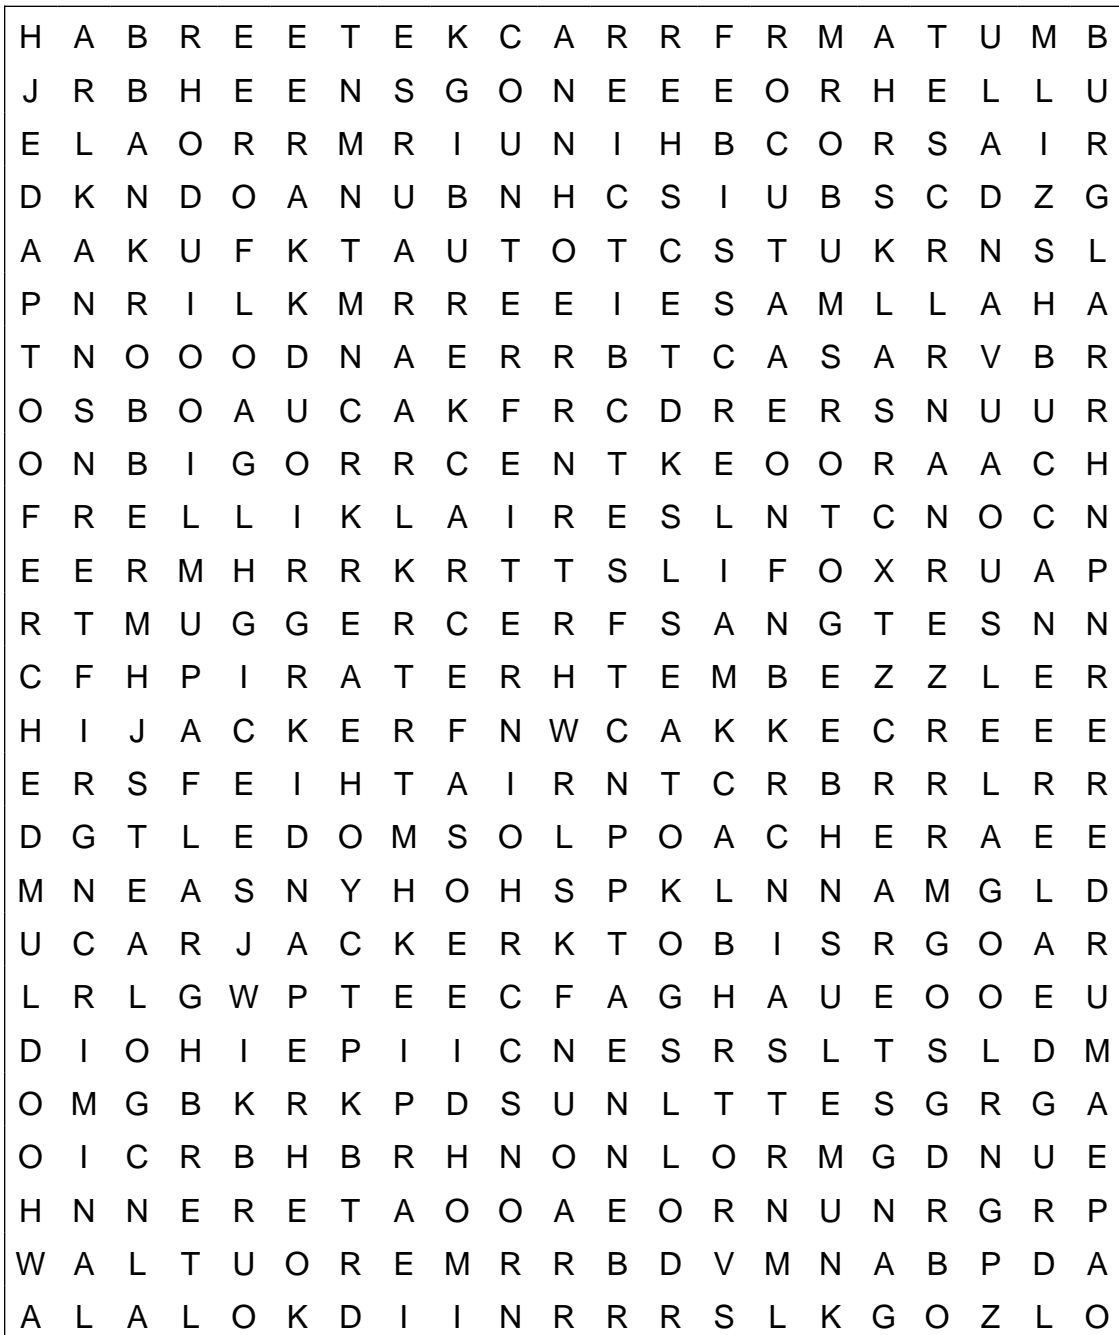 H A B R E E T E K C A R R F R M A T U M B
J R B H E E N S G O N E E E O R H E L L U
E L A O R R M R I U N I H B C O R S A I R
D K N D O A N U B N H C S I U B S C D Z G
A A K U F K T A U T O T C S T U K R N S L
P N R I L K M R R E E I E S A M L L A H A
T N O O O D N A E R R B T C A S A R V B R
O S B O A U C A K F R C D R E R S N U U R
O N B I G O R R C E N T K E O O R A A C H
F R E L L I K L A I R E S L N T C N O C N
E E R M H R R K R T T S L I F O X R U A P
R T M U G G E R C E R F S A N G T E S N N
C F H P I R A T E R H T E M B E Z Z L E R
H I J A C K E R F N W C A K K E C R E E E
E R S F E I H T A I R N T C R B R R L R R
D G T L E D O M S O L P O A C H E R A E E
M N E A S N Y H O H S P K L N N A M G L D
U C A R J A C K E R K T O B I S R G O A R
L R L G W P T E E C F A G H A U E O O E U
D I O H I E P I I C N E S R S L T S L D M
O M G B K R K P D S U N L T T E S G R G A
O I C R B H B R H N O N L O R M G D N U E
H N N E R E T A O O A E O R N U N R G R P
W A L T U O R E M R R B D V M N A B P D A
A L A L O K D I I N R R R S L K G O Z L O